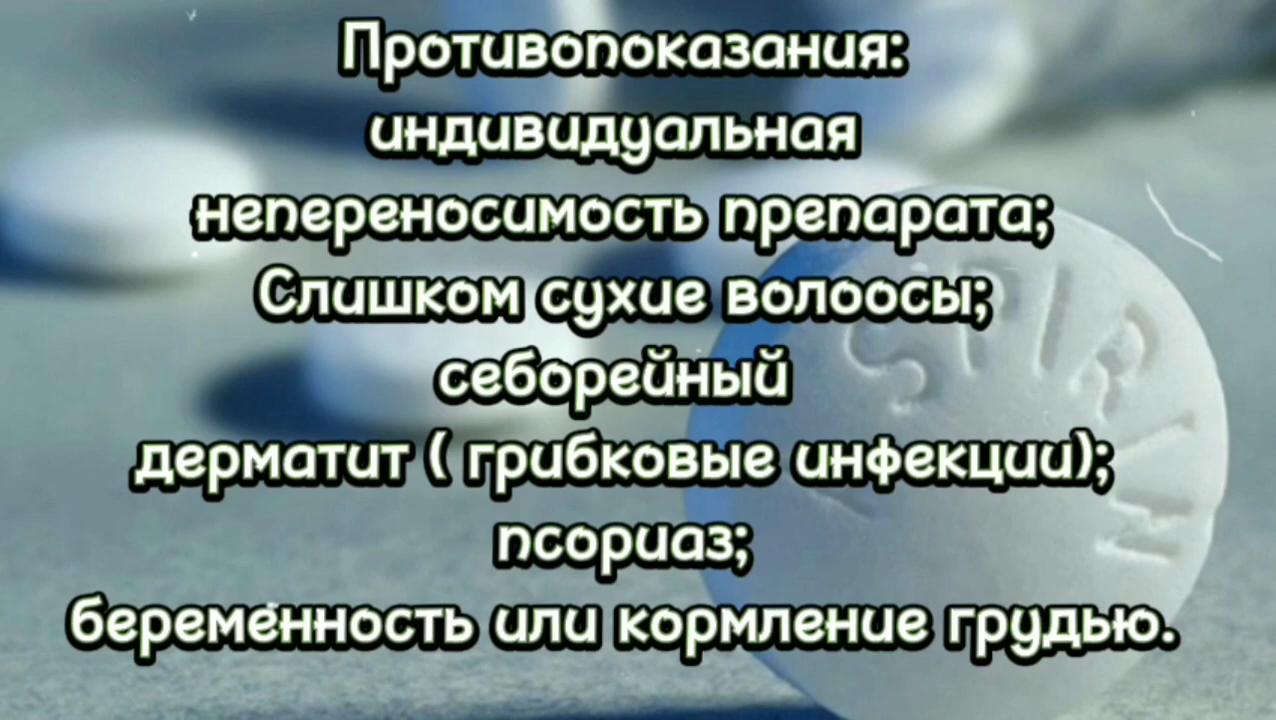 Противопоказания:
индивидуальная
непереносимость препарата;
Слишком сухие волоосы;
себорейный
дерматит ( грибковые инфекции);
псориаз;
беременность или кормление грудью.